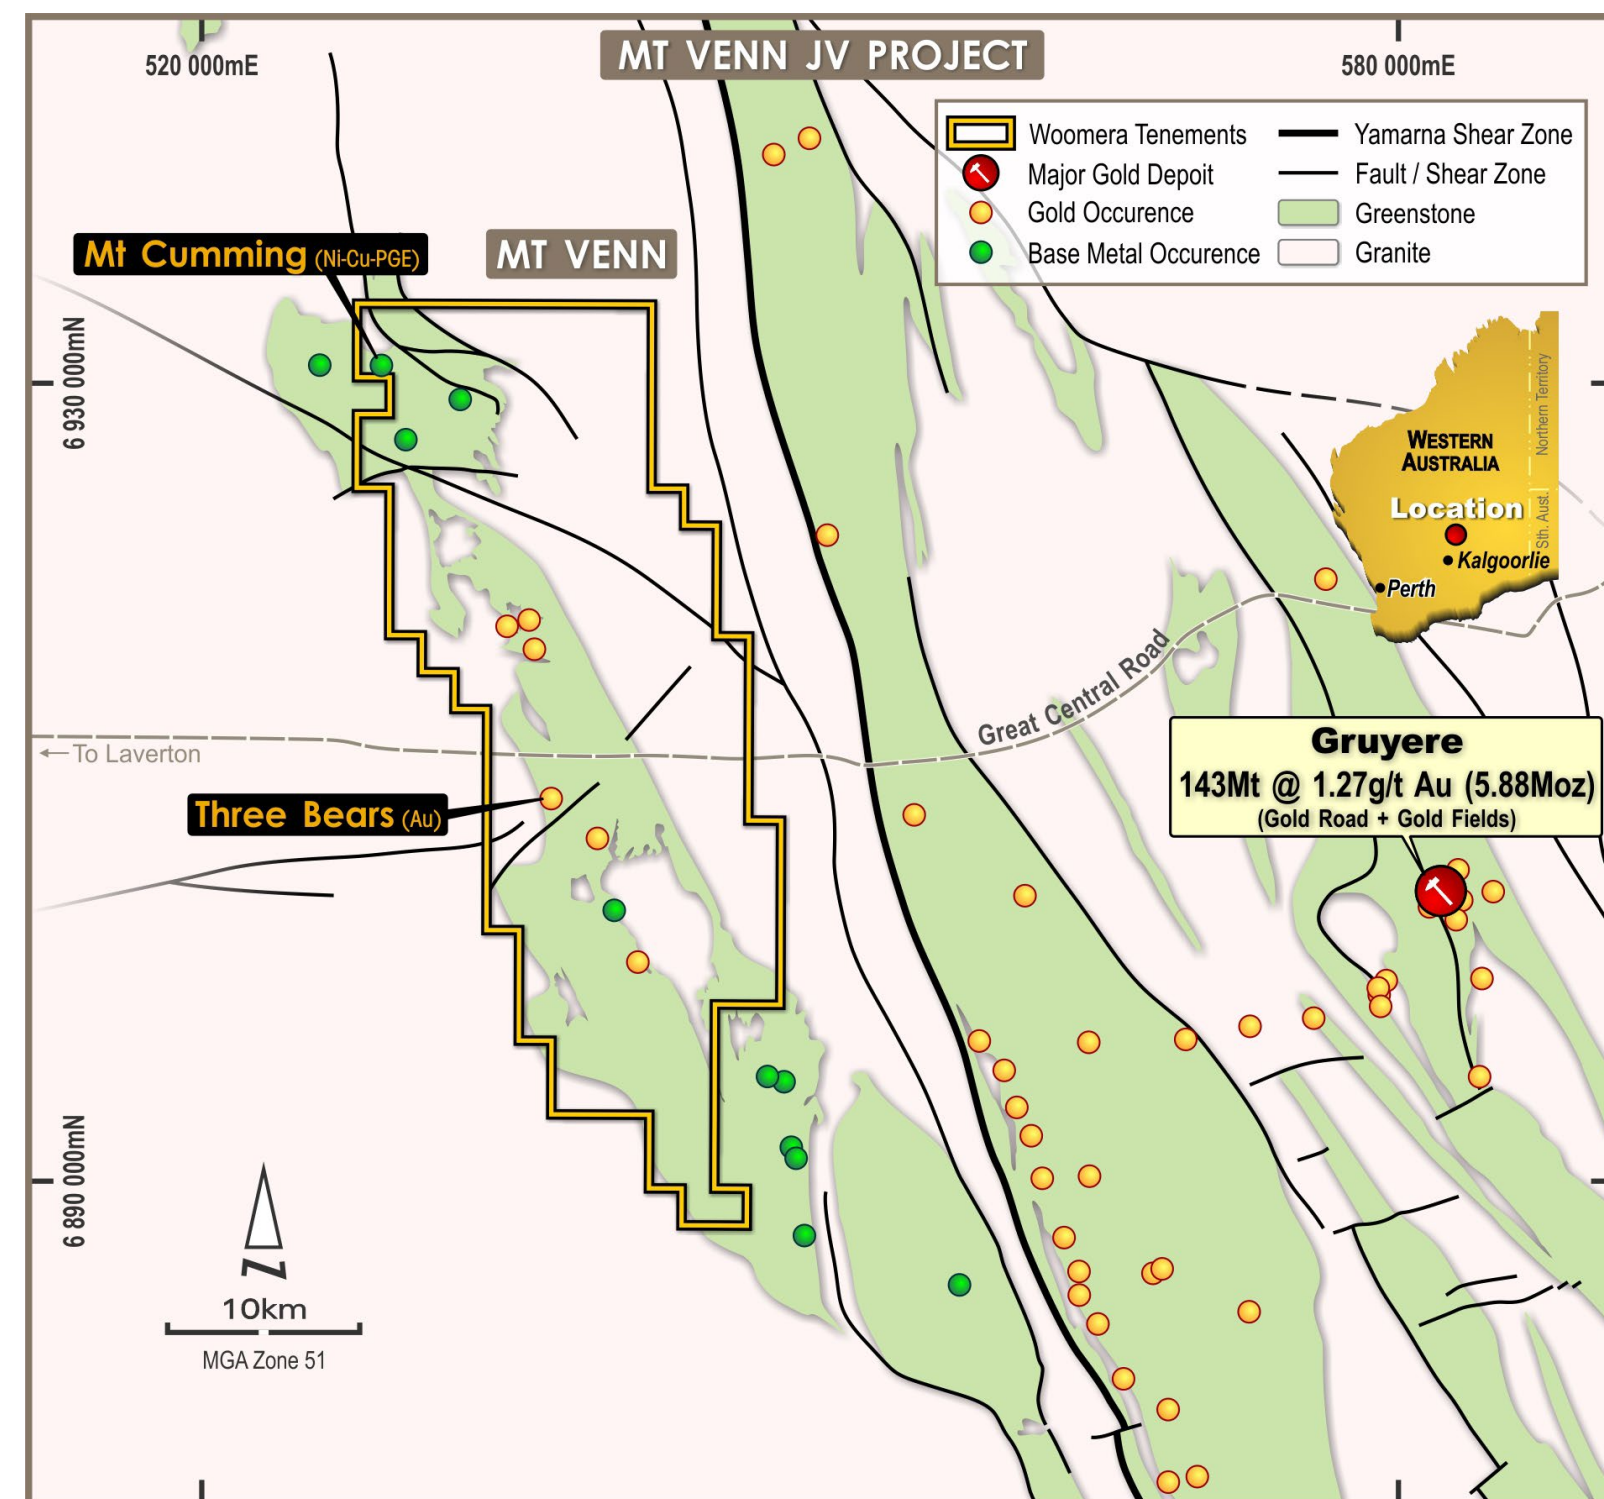 MT VENN JV PROJECT
520 000mE
580 000mE
Woomera Tenements
Major Gold Depoit
Gold Occurence
Base Metal Occurence
Yamarna Shear Zone
Fault / Shear Zone
Greenstone
Granite
Mt Cumming (Ni-Cu-PGE)
MT VENN
6 930 000mN
WESTERN
AUSTRALIA
Location
Kalgoorlie
Perth
Northern Territory
Sth. Aust.
Great Central Road
←To Laverton
Three Bears (Au)
Gruyere
143Mt @ 1.27g/t Au (5.88Moz)
(Gold Road + Gold Fields)
6 890 000mN
N
10km
MGA Zone 51